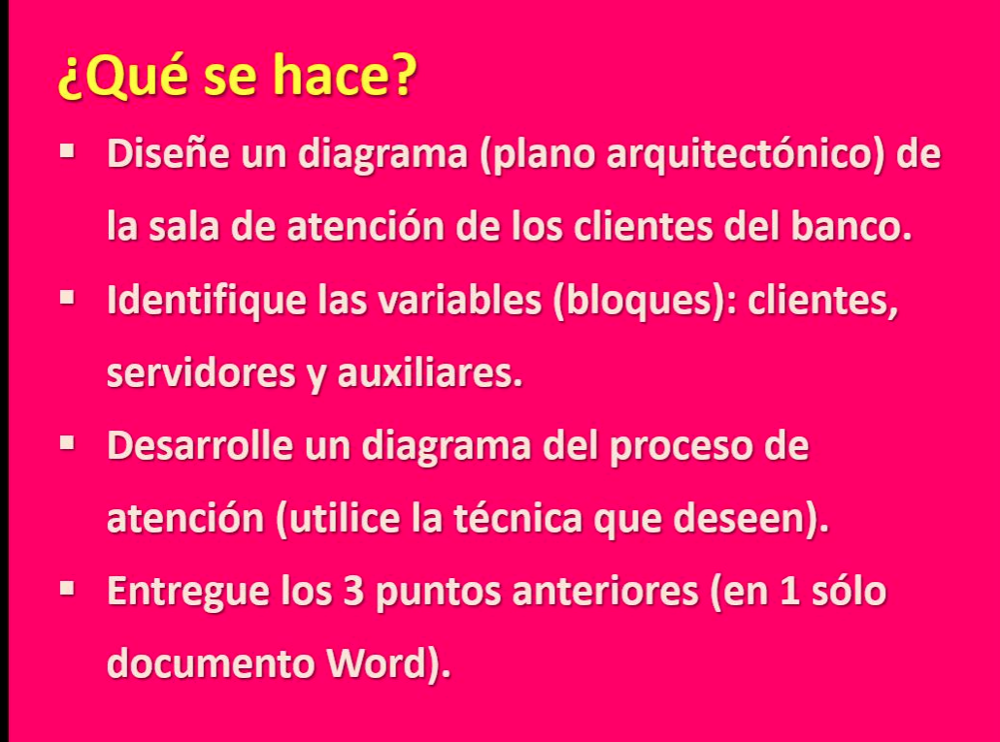 ¿Qué se hace?
▪ Diseñe un diagrama (plano arquitectónico) de
la sala de atención de los clientes del banco.
▪ Identifique las variables (bloques): clientes,
servidores y auxiliares.
▪ Desarrolle un diagrama del proceso de
atención (utilice la técnica que deseen).
▪ Entregue los 3 puntos anteriores (en 1 sólo
documento Word).